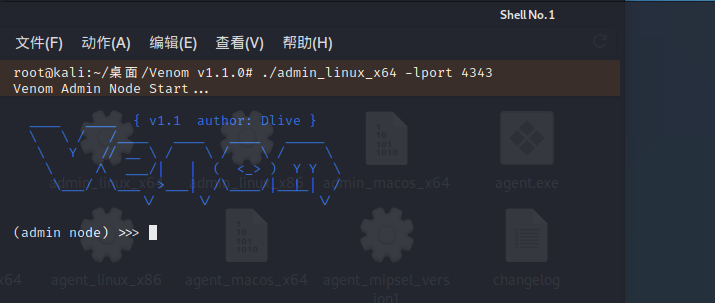 Shell No. 1
文件(F) 动作(A) 编辑(E) 查看(V) 帮助(H)
root@kali:~/桌面/Venom v1.1.0# ./admin_linux_x64 -lport 4343
Venom Admin Node Start...
{ v1.1 author: Dlive }
admin_linux_x64 admin_linux_x86 admin_macos_x64 agent.exe
(admin node) >>>
x64 agent_linux_x86 agent_macos_x64 agent_mipsel_vers changelog
ion1